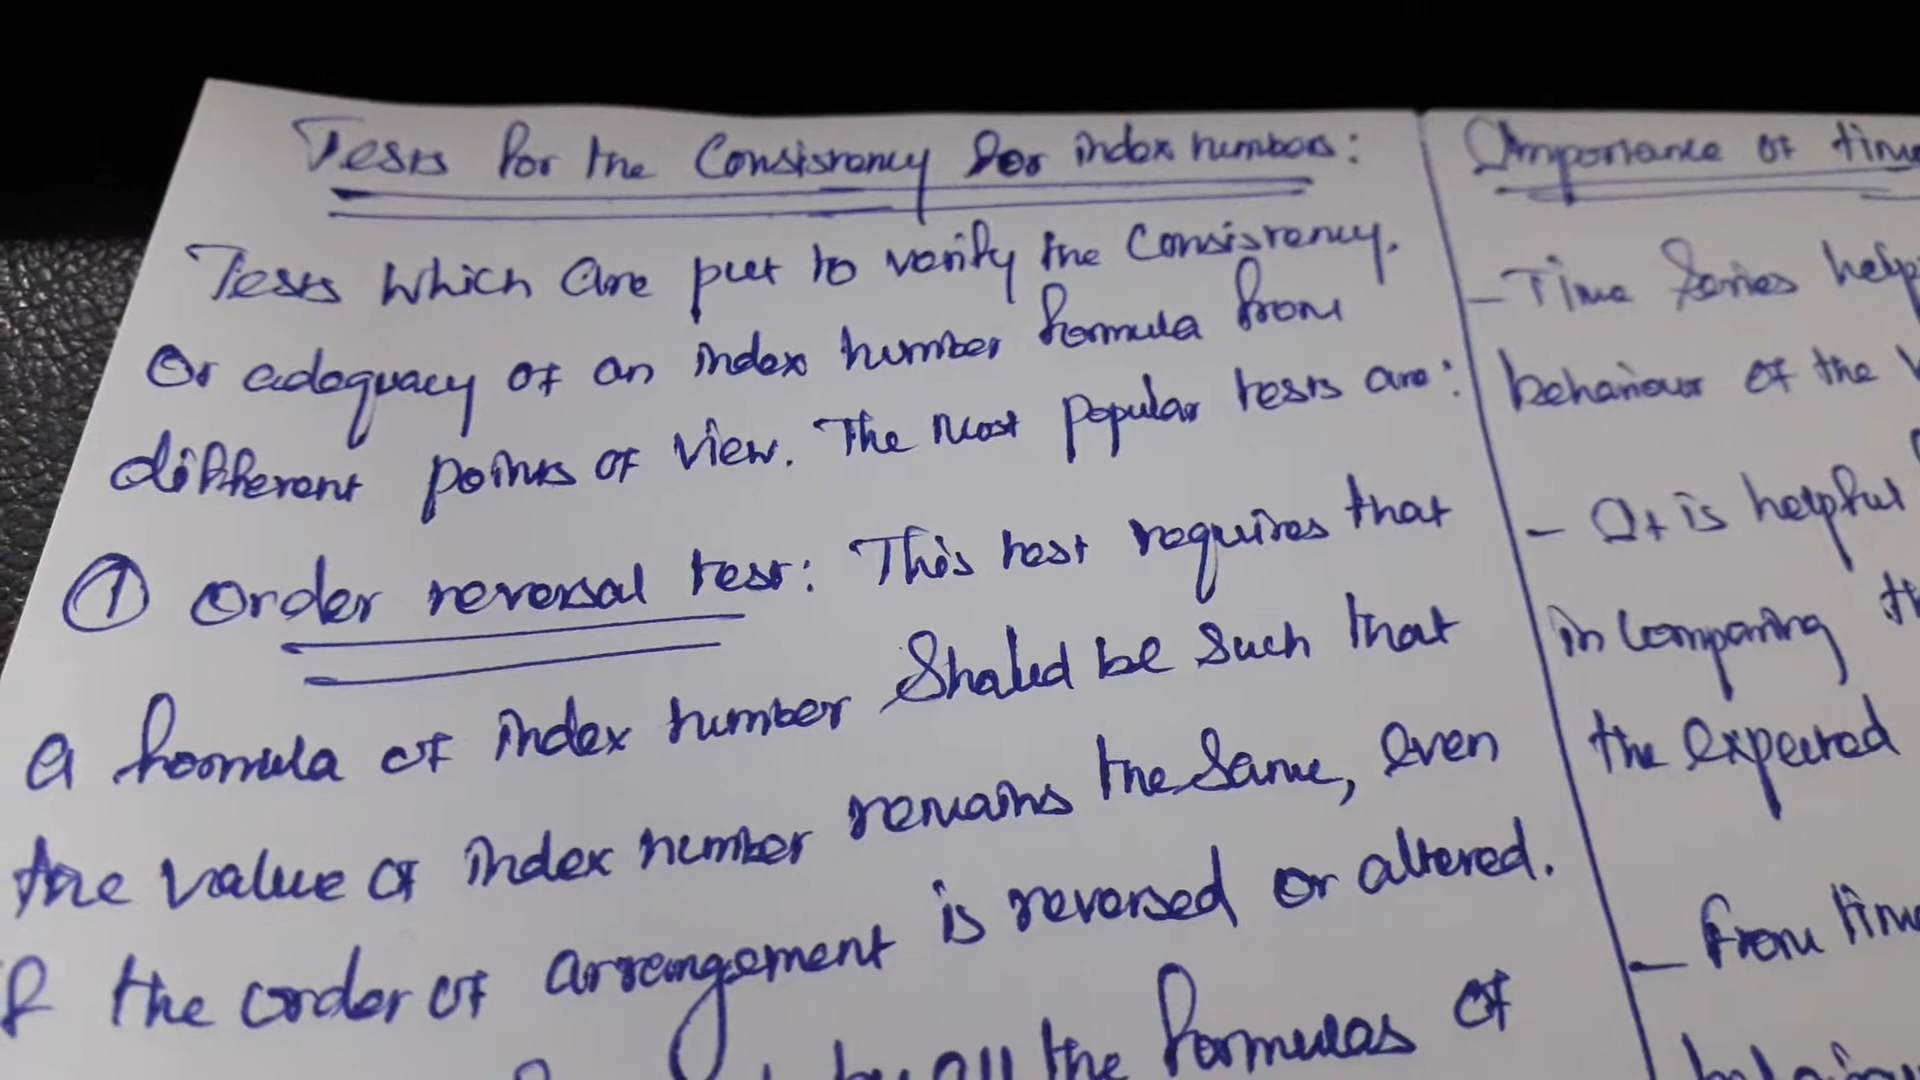 Tests for the Consistency for index numbers:
Tests which are put to verify the Consistency.
Or adequacy of an index number formula from
different points of view. The most popular tests are:
① Order reversal test: This test requires that
a formula of index number Should be such that
the value of index number remains the same, even
if the order of arrangement is reversed or altered.
by all the formulas of
Importance of time
- Time Series help
behaviour of the
- It is helpful
in comparing
the expected
- From time